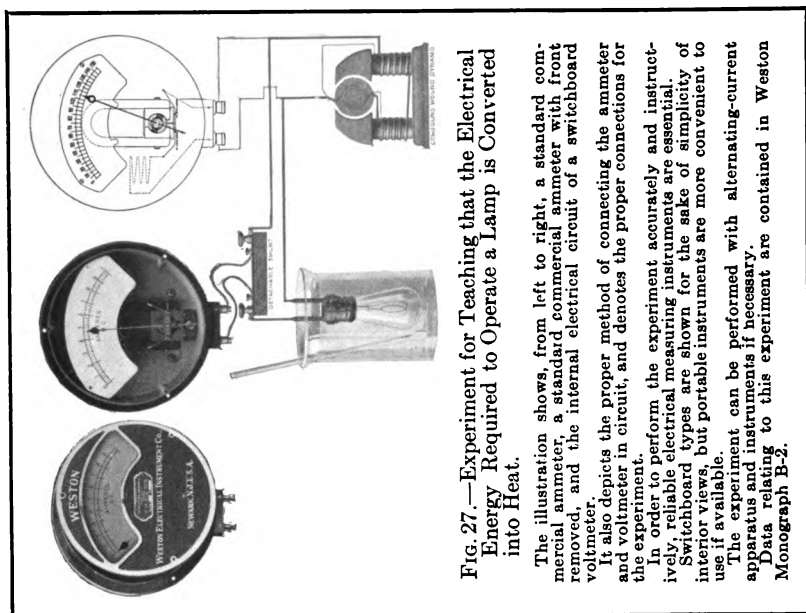 WESTON
WESTON ELECTRICAL INSTRUMENT CO.
NEWARK, N.J. U.S.A.
DETACHABLE SHUNT
COMPOUND WOUND DYNAMO
FIG. 27.—Experiment for Teaching that the Electrical
Energy Required to Operate a Lamp is Converted
into Heat.
The illustration shows, from left to right, a standard com-
mercial ammeter, a standard commercial ammeter with front
removed, and the internal electrical circuit of a switchboard
voltmeter.
It also depicts the proper method of connecting the ammeter
and voltmeter in circuit, and denotes the proper connections for
the experiment.
In order to perform the experiment accurately and instruct-
ively, reliable electrical measuring instruments are essential.
Switchboard types are shown for the sake of simplicity of
interior views, but portable instruments are more convenient to
use if available.
The experiment can be performed with alternating-current
apparatus and instruments if necessary.
Data relating to this experiment are contained in Weston
Monograph B-2.